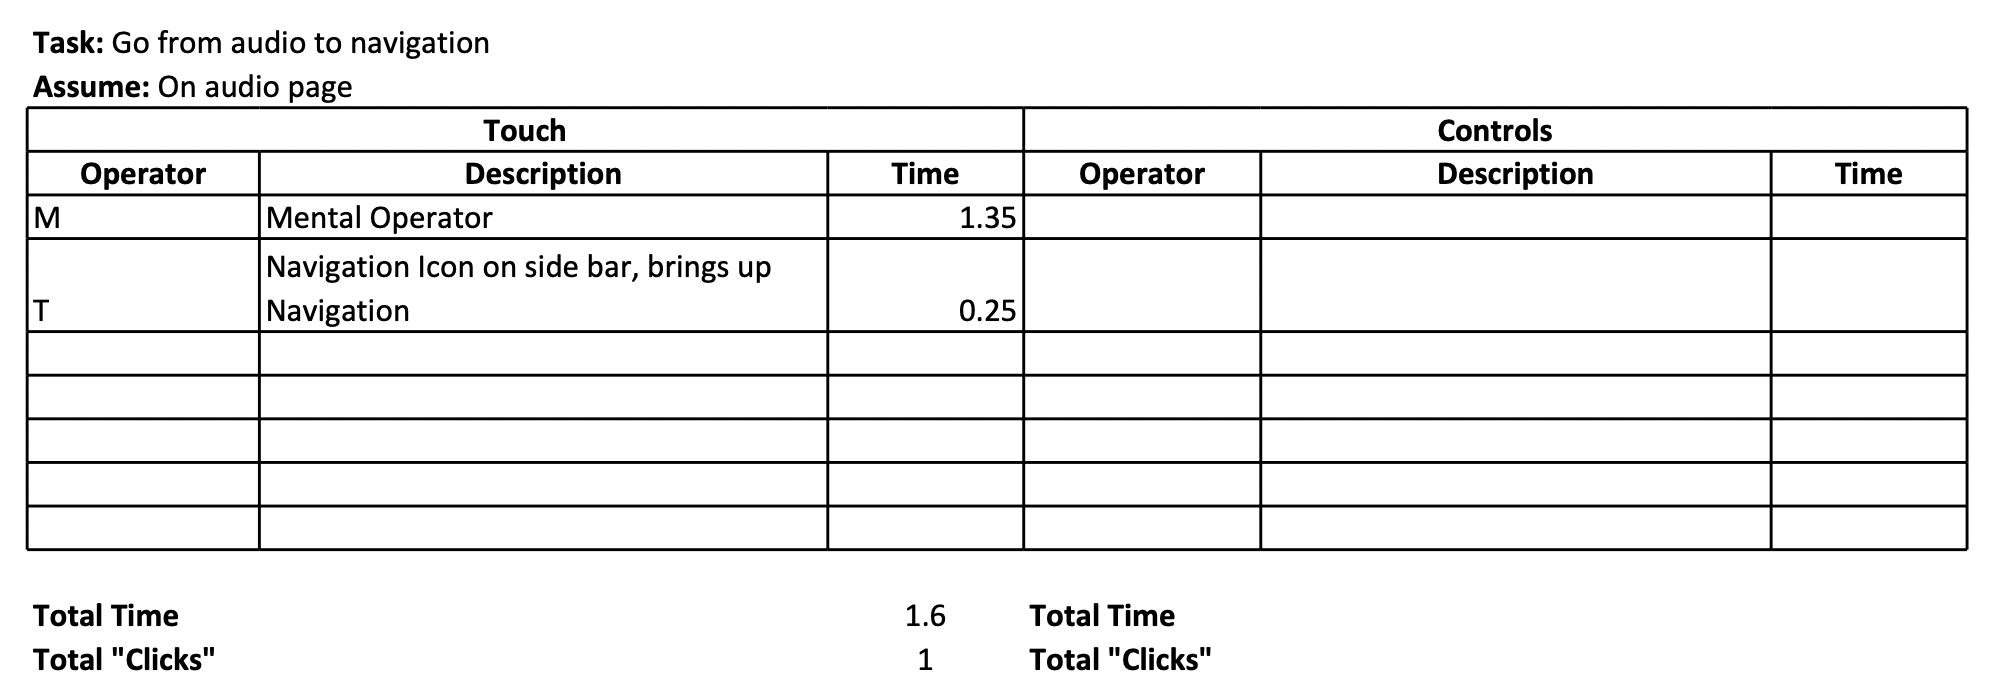 Task: Go from audio to navigation
Assume: On audio page
Touch Controls
Operator Description Time Operator Description Time
M Mental Operator 1.35
Navigation Icon on side bar, brings up
T Navigation 0.25
Total Time 1.6 Total Time
Total "Clicks" 1 Total "Clicks"